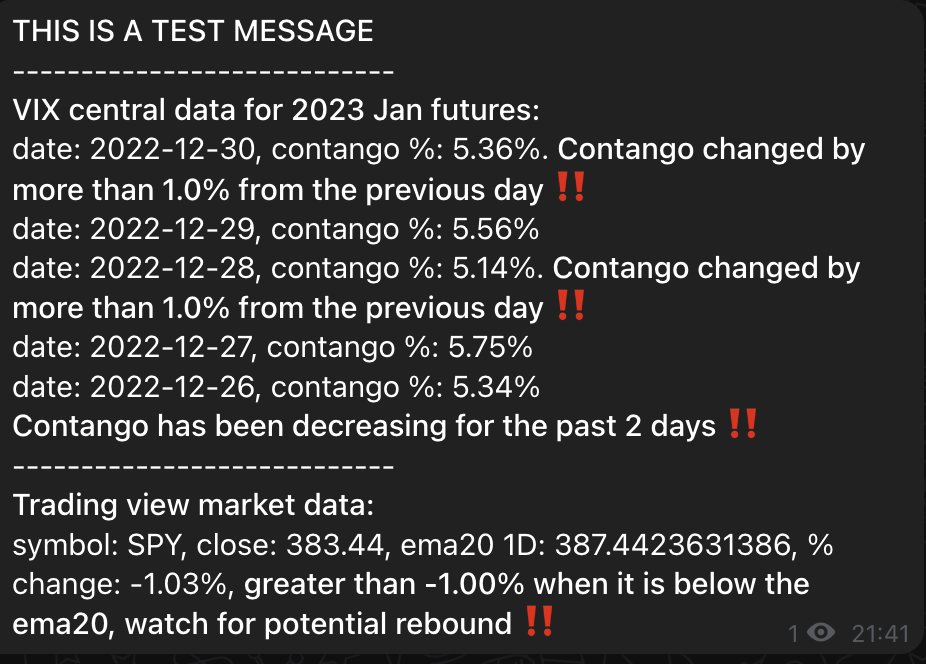 THIS IS A TEST MESSAGE
----------------------------
VIX central data for 2023 Jan futures:
date: 2022-12-30, contango %: 5.36%. Contango changed by
more than 1.0% from the previous day ‼️
date: 2022-12-29, contango %: 5.56%
date: 2022-12-28, contango %: 5.14%. Contango changed by
more than 1.0% from the previous day ‼️
date: 2022-12-27, contango %: 5.75%
date: 2022-12-26, contango %: 5.34%
Contango has been decreasing for the past 2 days ‼️
----------------------------
Trading view market data:
symbol: SPY, close: 383.44, ema20 1D: 387.4423631386, %
change: -1.03%, greater than -1.00% when it is below the
ema20, watch for potential rebound ‼️
1 21:41